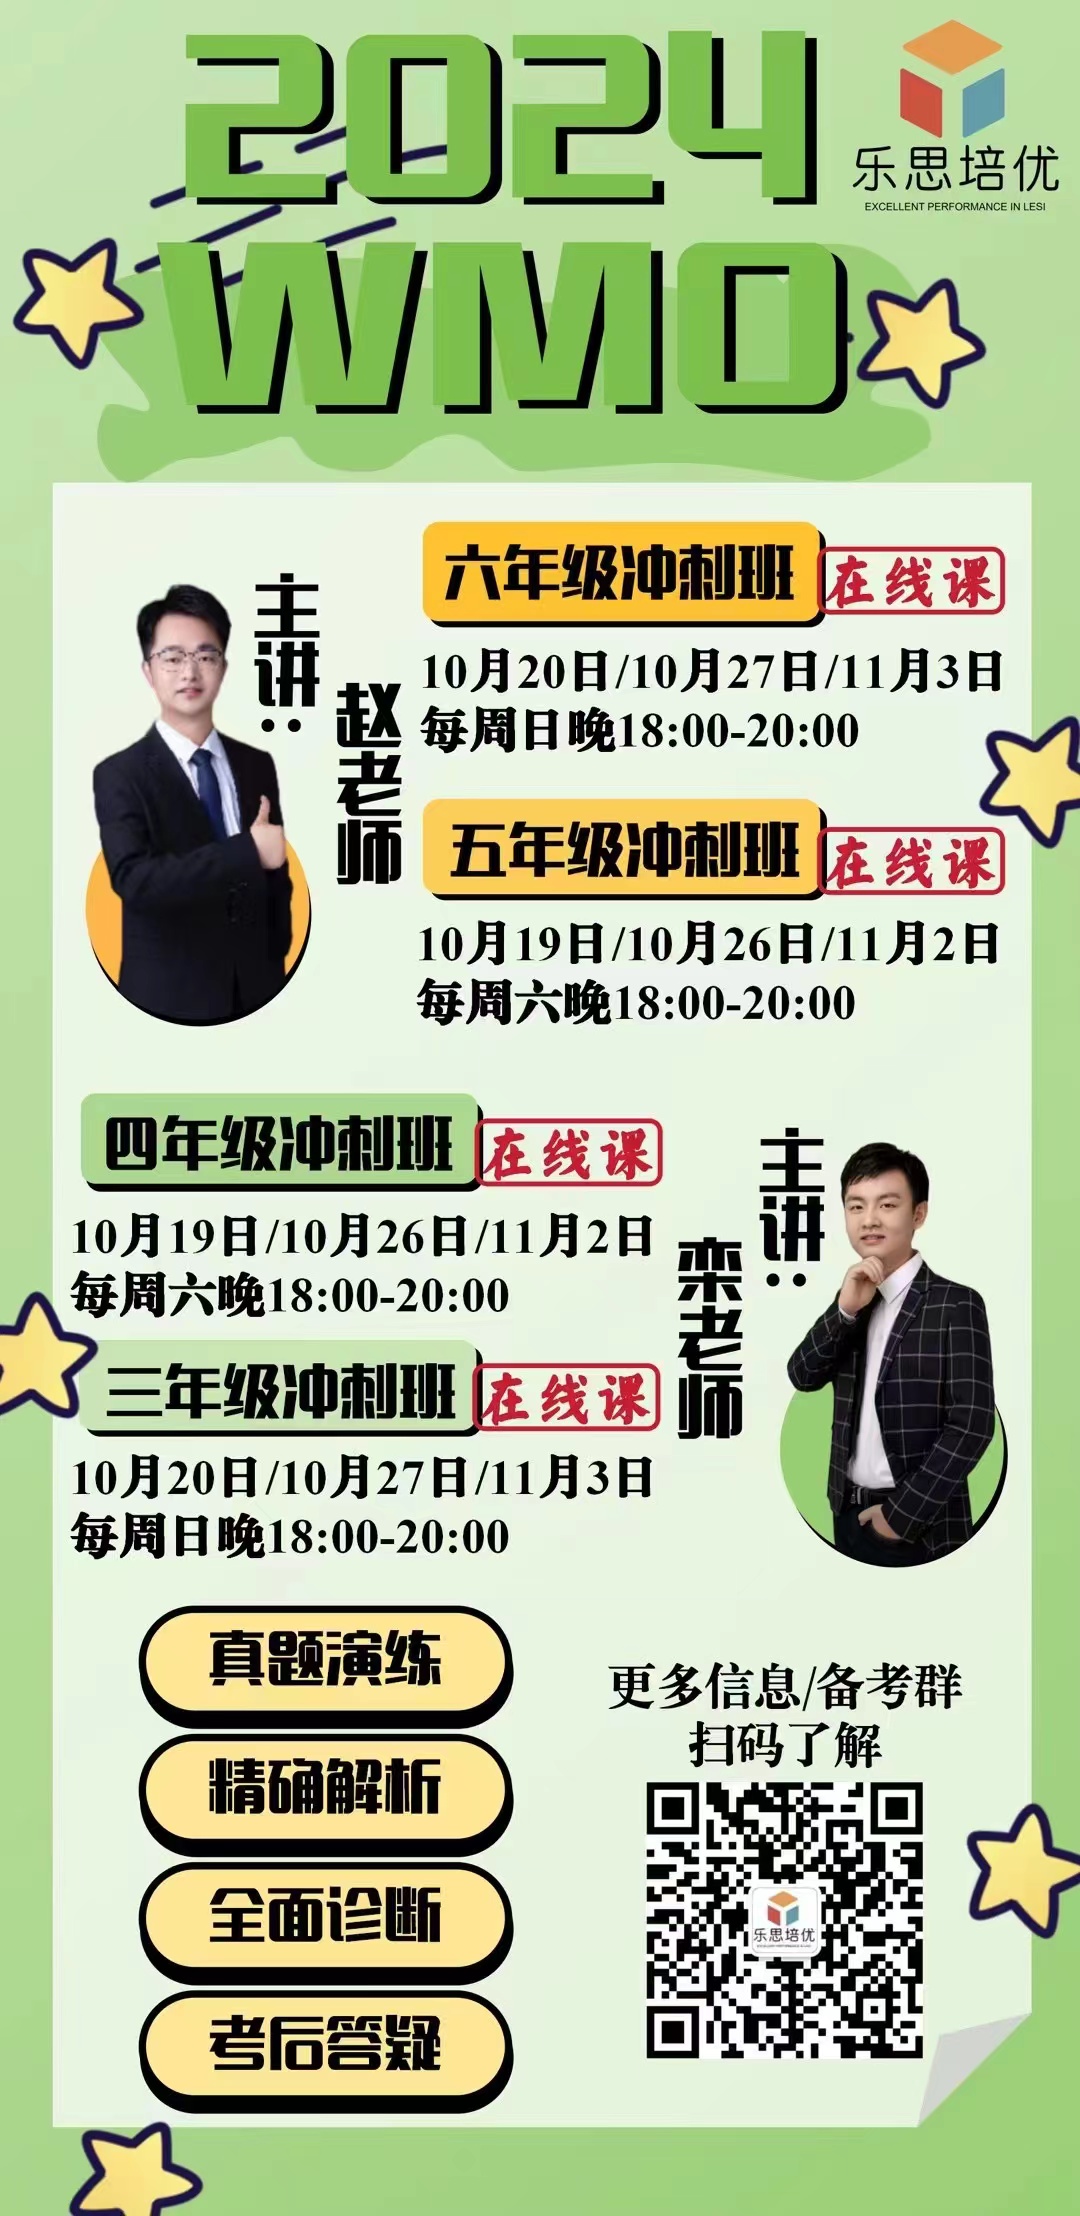 2024
WMO
乐思培优
EXCELLENT PERFORMANCE IN LESI
主讲:
赵老师
六年级冲刺班
在线课
10月20日/10月27日/11月3日
每周日晚18:00-20:00
五年级冲刺班
在线课
10月19日/10月26日/11月2日
每周六晚18:00-20:00
四年级冲刺班
在线课
10月19日/10月26日/11月2日
每周六晚18:00-20:00
主讲:
栾老师
三年级冲刺班
在线课
10月20日/10月27日/11月3日
每周日晚18:00-20:00
真题演练
精确解析
全面诊断
考后答疑
更多信息/备考群
扫码了解
乐思培优
EXCELLENT PERFORMANCE IN LESI